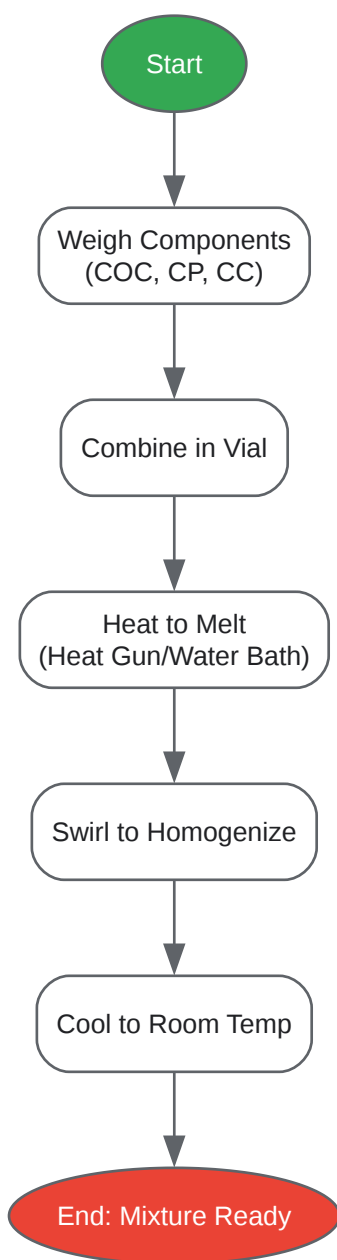 Start
Weigh Components
(COC, CP, CC)
Combine in Vial
Heat to Melt
(Heat Gun/Water Bath)
Swirl to Homogenize
Cool to Room Temp
End: Mixture Ready